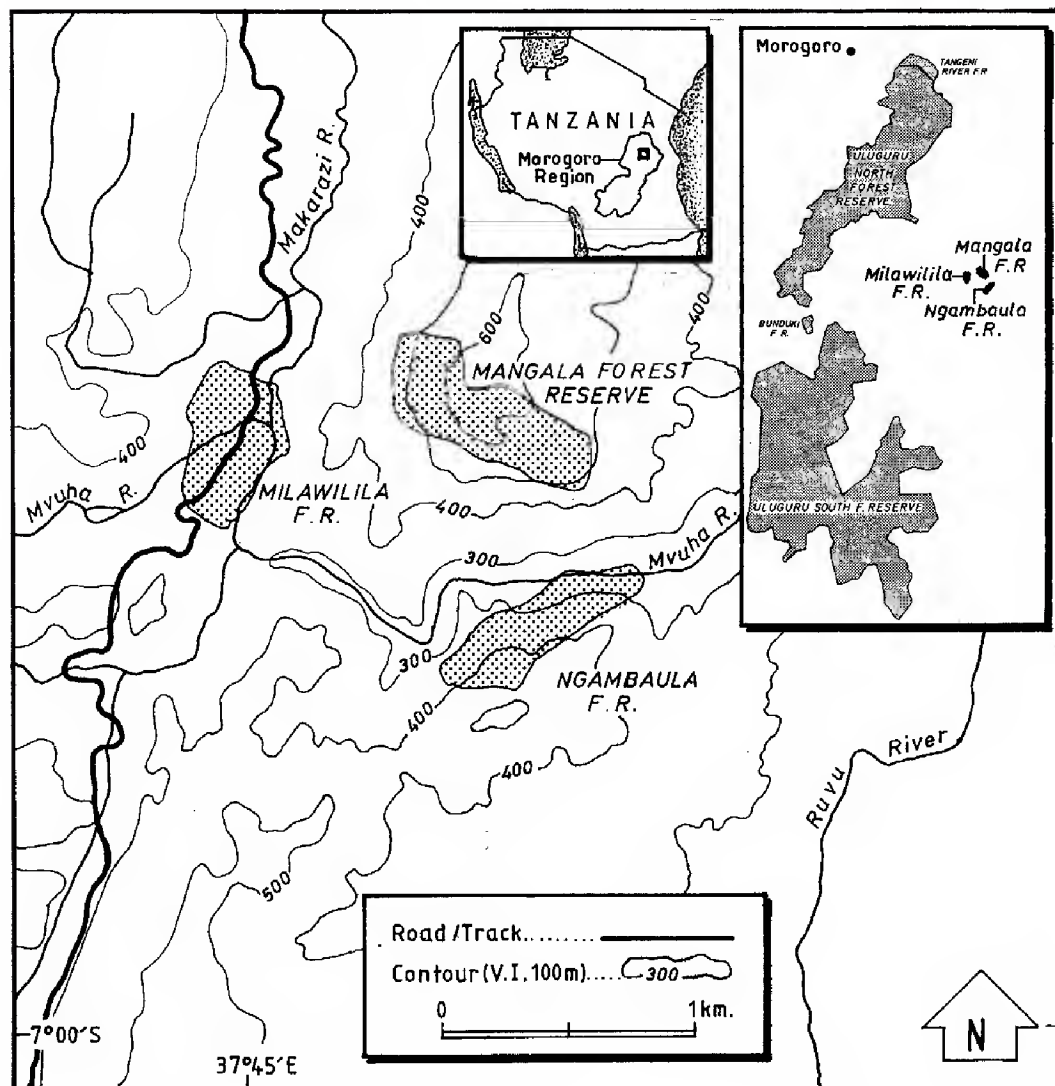 Makarazi R.
400
600
400
MANGALA FOREST
RESERVE
400
Mvuha R.
MILAWILILA
F.R.
400
300
Mvuha R.
300
400
NGAMBAULA
F.R.
400
500
Ruvu
River
7°00'S
37°45'E
TANZANIA
Morogoro
Region
Morogoro
TANGENI
RIVER F.R
ULUGURU
NORTH
FOREST
RESERVE
Mangala
F.R
Milawilila
F.R.
Ngambaula
F.R.
BUNDUKI
F.R.
ULUGURU SOUTH F. RESERVE
Road/Track.........
Contour (V.I. 100m).....
300
0
1km.
N